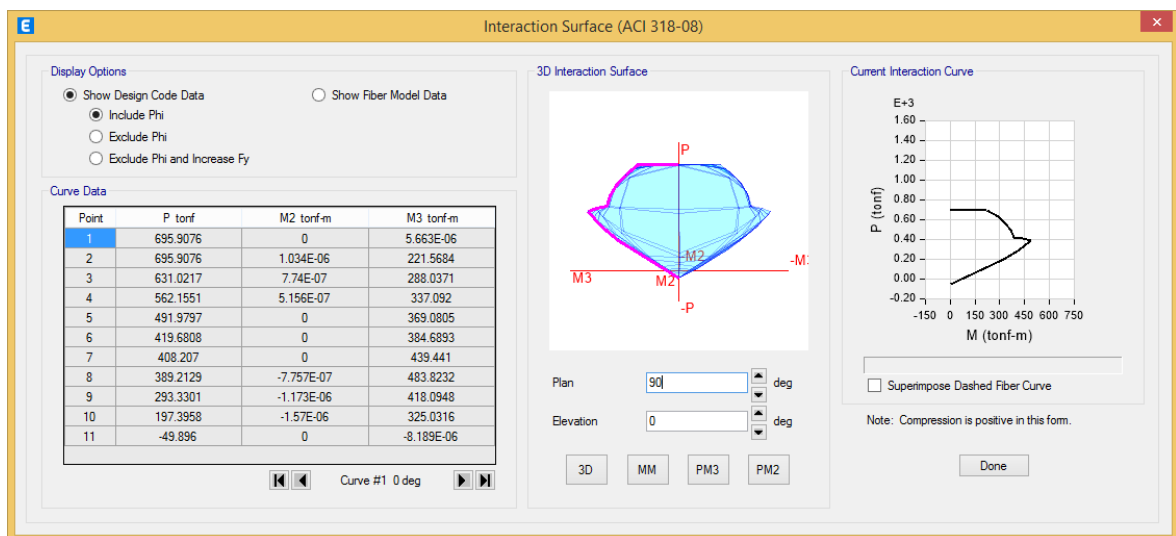 E
Interaction Surface (ACI 318-08)
Display Options
Show Design Code Data
Show Fiber Model Data
Include Phi
Exclude Phi
Exclude Phi and Increase Fy
Curve Data
Point P tonf M2 tonf-m M3 tonf-m
1 695.9076 0 5.663E-06
2 695.9076 1.034E-06 221.5684
3 631.0217 7.74E-07 288.0371
4 562.1551 5.156E-07 337.092
5 491.9797 0 369.0805
6 419.6808 0 384.6893
7 408.207 0 439.441
8 389.2129 -7.757E-07 483.8232
9 293.3301 -1.173E-06 418.0948
10 197.3958 -1.57E-06 325.0316
11 -49.896 0 -8.189E-06
Curve #1 0 deg
3D Interaction Surface
P
-M2
-M:
M3
M2
-P
Plan 90 deg
Elevation 0 deg
3D MM PM3 PM2
Current Interaction Curve
E+3
1.60
1.40
1.20
1.00
0.80
0.60
0.40
0.20
0.00
-0.20
P (tonf)
-150 0 150 300 450 600 750
M (tonf-m)
Superimpose Dashed Fiber Curve
Note: Compression is positive in this form.
Done